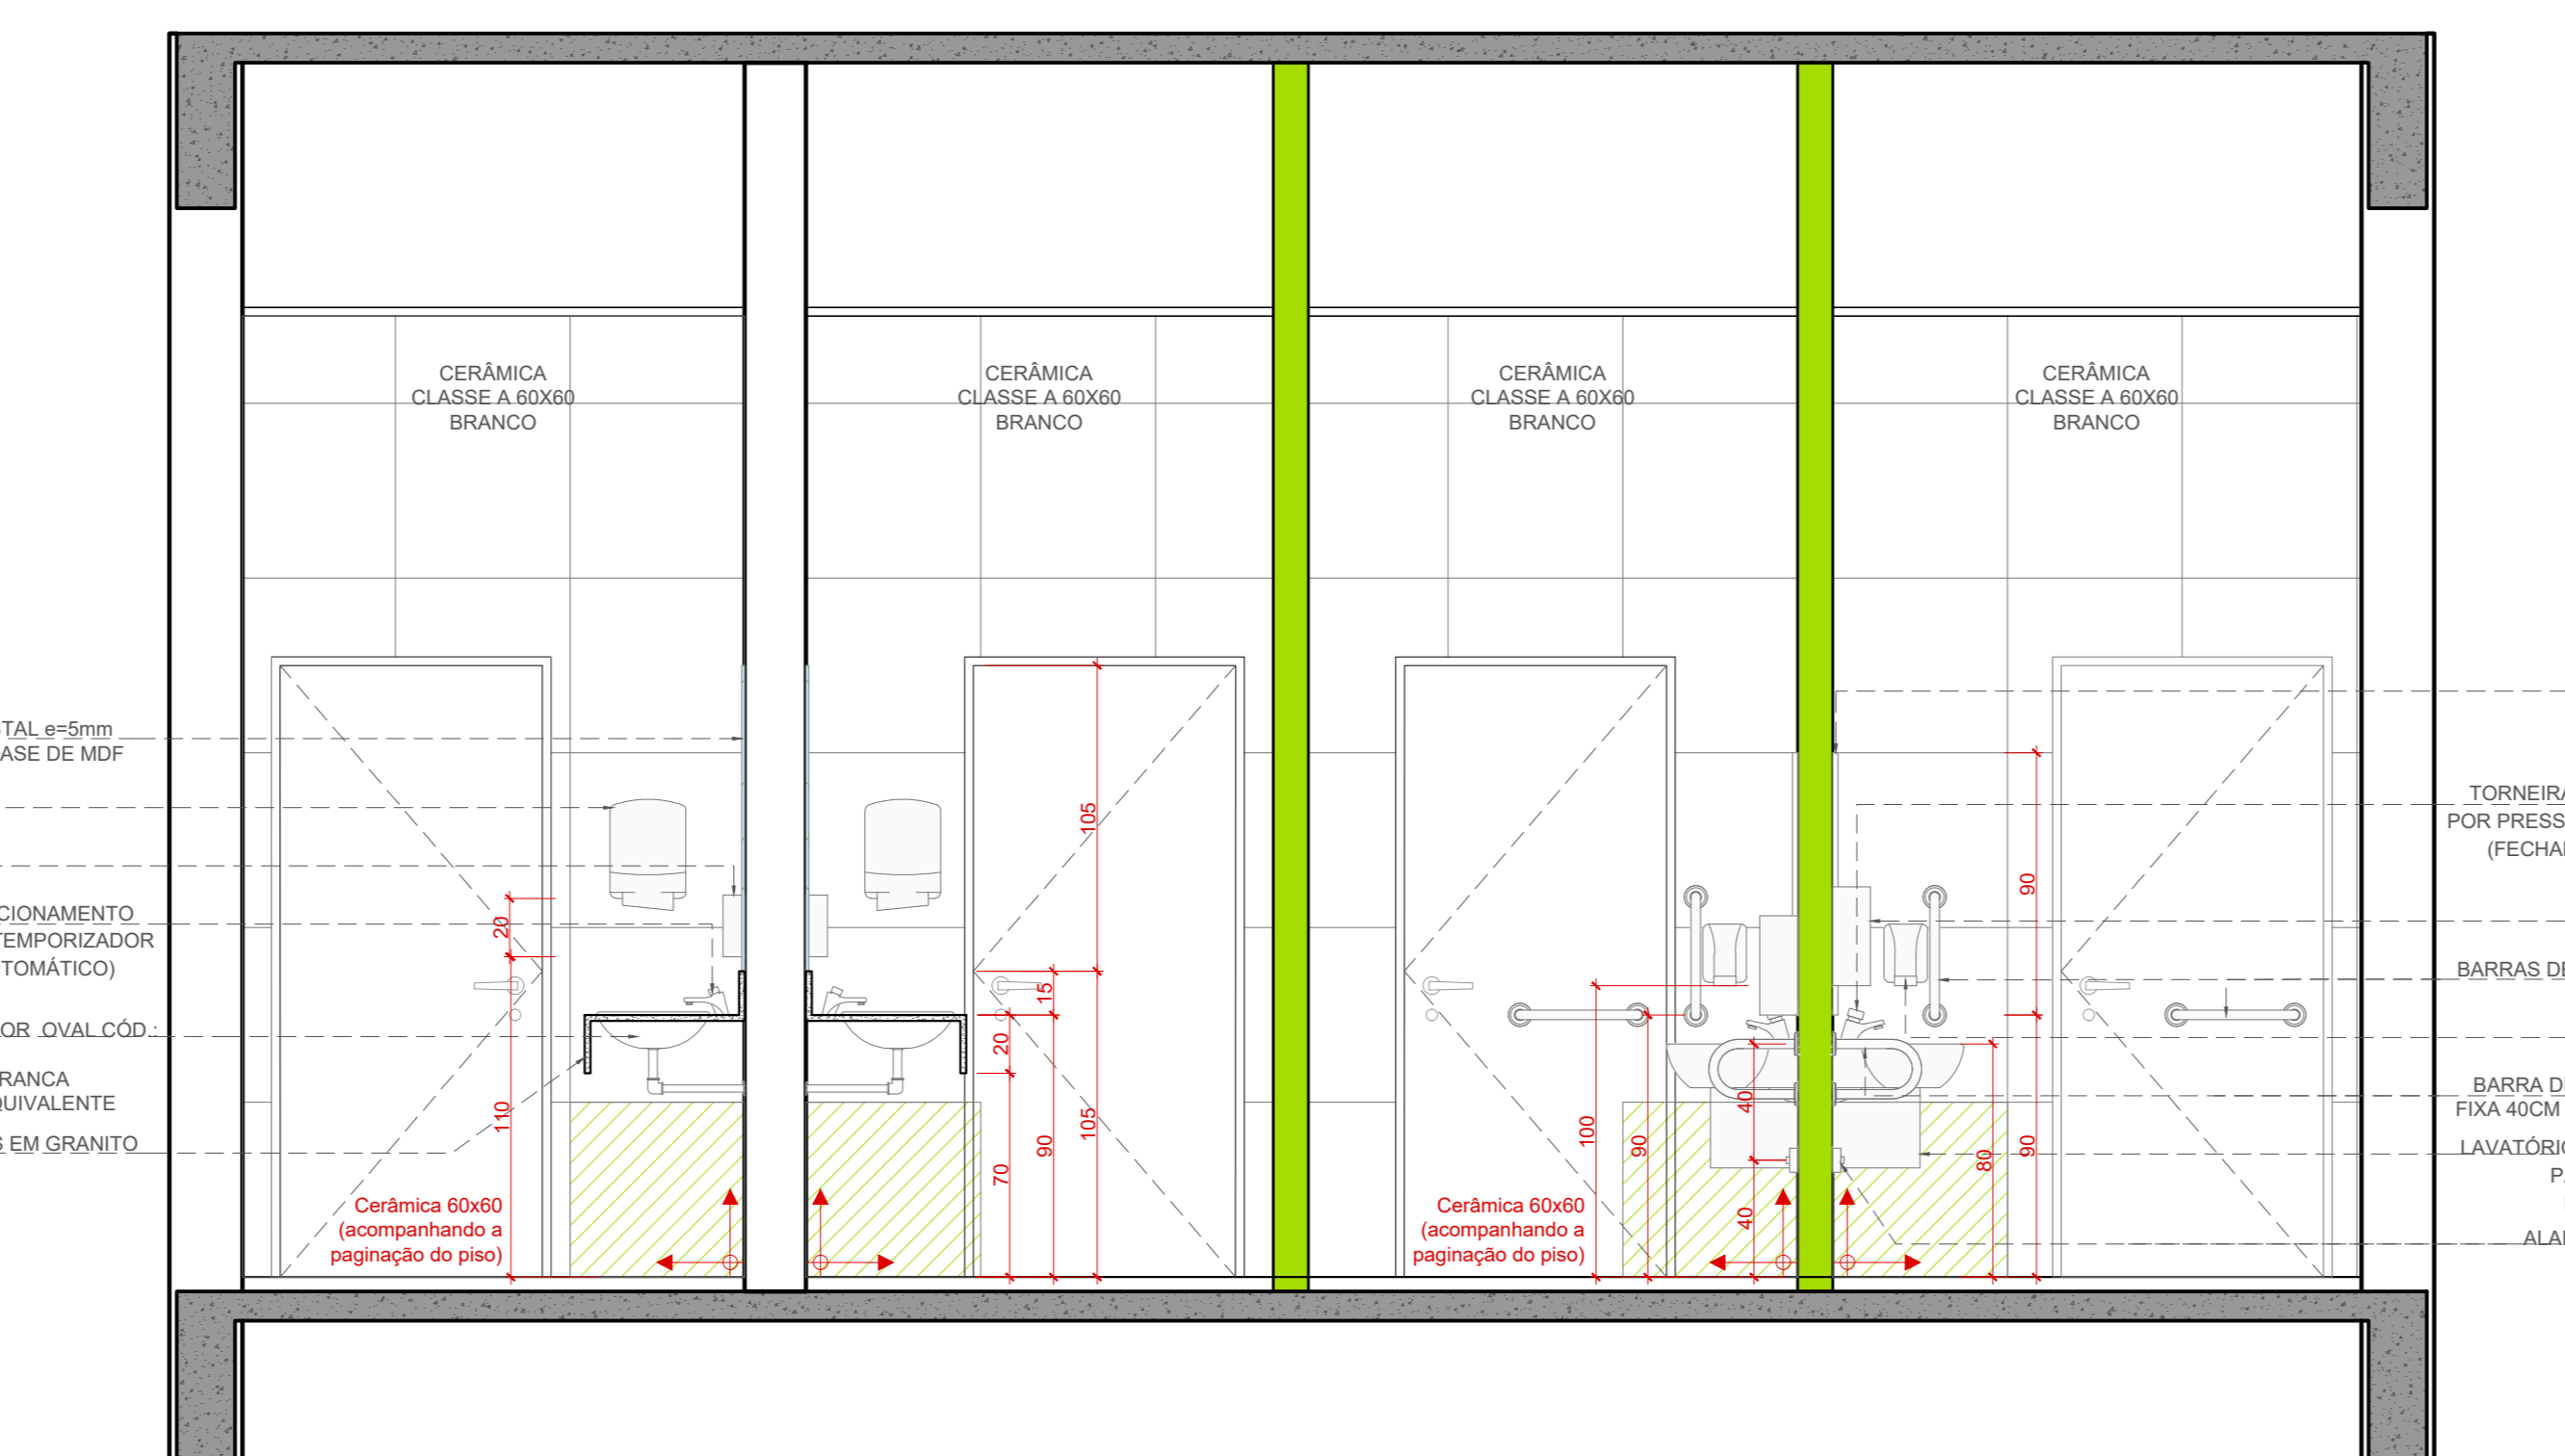 CERÂMICA
CLASSE A 60X60
BRANCO
CERÂMICA
CLASSE A 60X60
BRANCO
CERÂMICA
CLASSE A 60X60
BRANCO
CERÂMICA
CLASSE A 60X60
BRANCO
TAL e=5mm
ASE DE MDF
CIONAMENTO
TEMPORIZADOR
TOMÁTICO)
OR OVAL CÓD.:
RANCA
QUIVALENTE
S EM GRANITO
20
110
Cerâmica 60x60
(acompanhando a
paginação do piso)
105
15
20
105
90
70
Cerâmica 60x60
(acompanhando a
paginação do piso)
100
90
40
40
90
80
90
TORNEIRA
POR PRESS
(FECHA
BARRAS DE
BARRA D
FIXA 40CM
LAVATÓRIO
PA
ALA